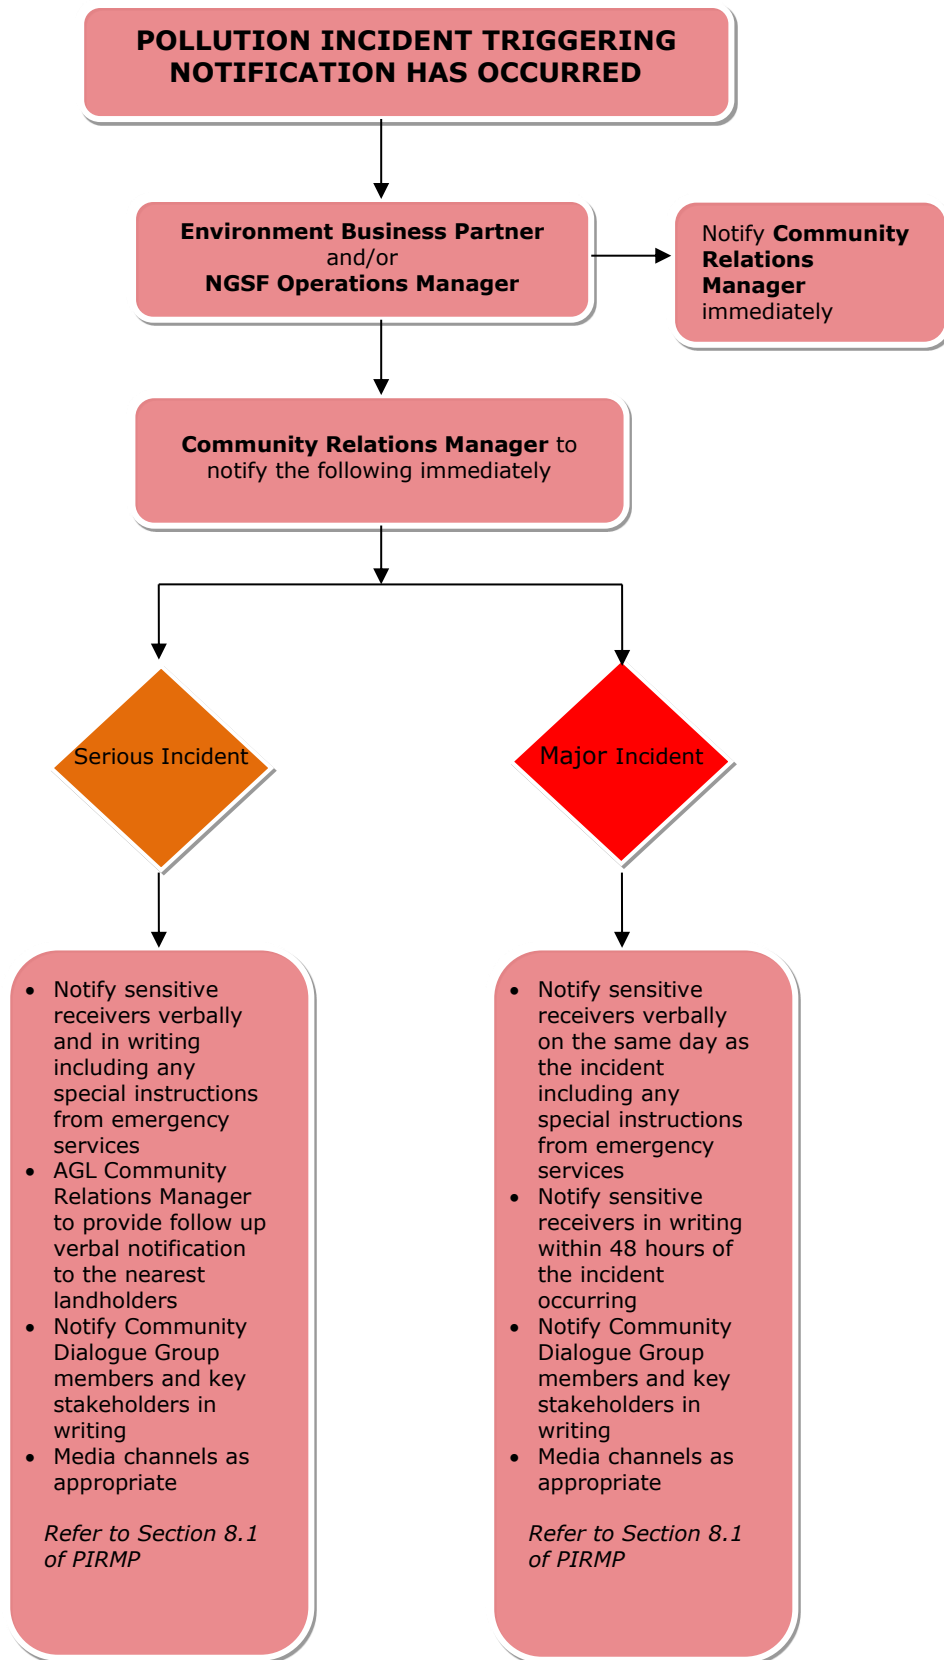 POLLUTION INCIDENT TRIGGERING
NOTIFICATION HAS OCCURRED
Environment Business Partner
and/or
NGSF Operations Manager
Notify Community
Relations
Manager
immediately
Community Relations Manager to
notify the following immediately
Serious Incident
Major Incident
• Notify sensitive
receivers verbally
and in writing
including any
special instructions
from emergency
services
• AGL Community
Relations Manager
to provide follow up
verbal notification
to the nearest
landholders
• Notify Community
Dialogue Group
members and key
stakeholders in
writing
• Media channels as
appropriate
Refer to Section 8.1
of PIRMP
• Notify sensitive
receivers verbally
on the same day as
the incident
including any
special instructions
from emergency
services
• Notify sensitive
receivers in writing
within 48 hours of
the incident
occurring
• Notify Community
Dialogue Group
members and key
stakeholders in
writing
• Media channels as
appropriate
Refer to Section 8.1
of PIRMP